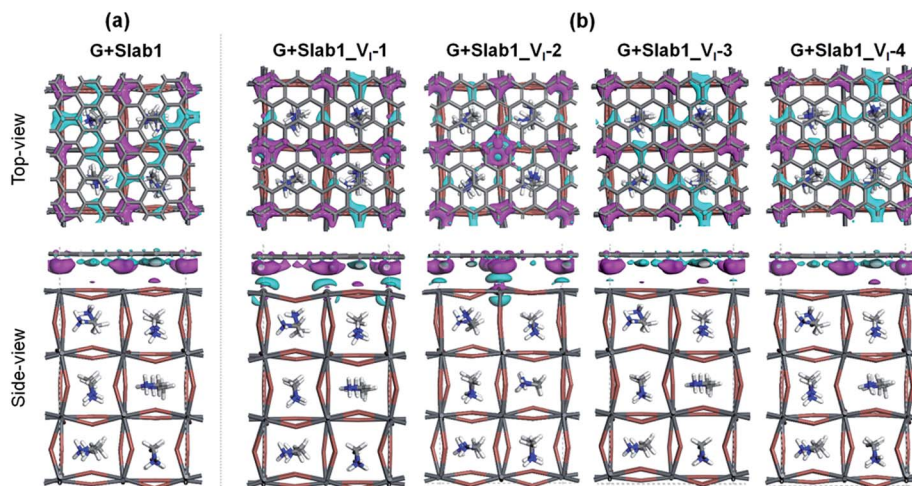 (a) (b)
G+Slab1 G+Slab1_V_I-1 G+Slab1_V_I-2 G+Slab1_V_I-3 G+Slab1_V_I-4
Top-view
Side-view